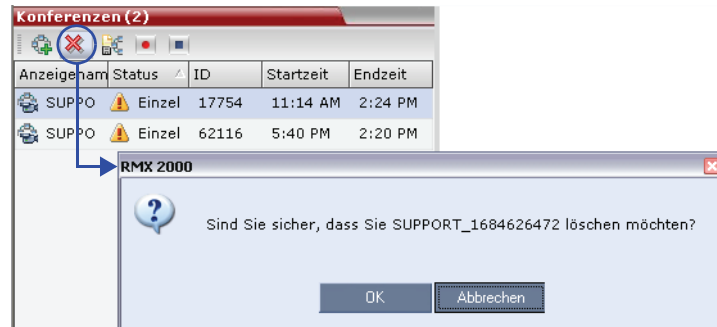 Konferenzen (2)
Anzeigenam Status ID Startzeit Endzeit
SUPPO Einzel 17754 11:14 AM 2:24 PM
SUPPO Einzel 62116 5:40 PM 2:20 PM
RMX 2000
Sind Sie sicher, dass Sie SUPPORT_1684626472 löschen möchten?
OK Abbrechen